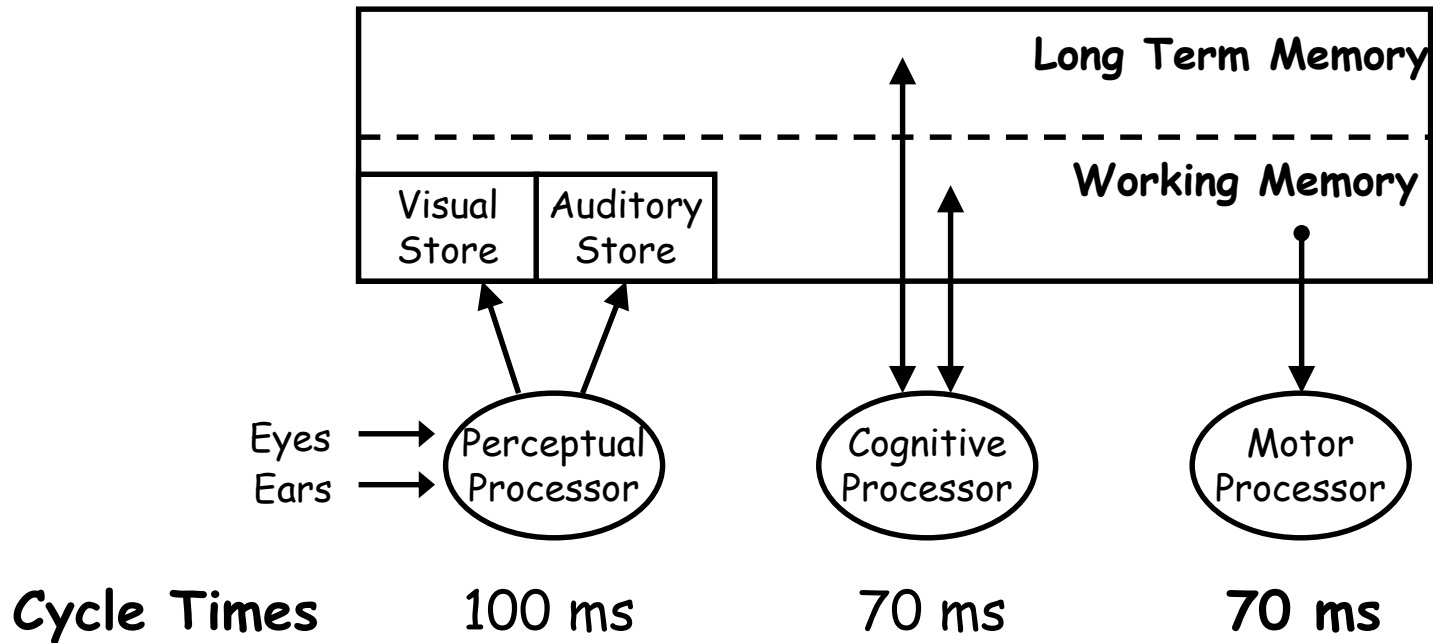 Long Term Memory
Working Memory
Visual
Store
Auditory
Store
Eyes
Ears
Perceptual
Processor
Cognitive
Processor
Motor
Processor
Cycle Times 100 ms 70 ms 70 ms